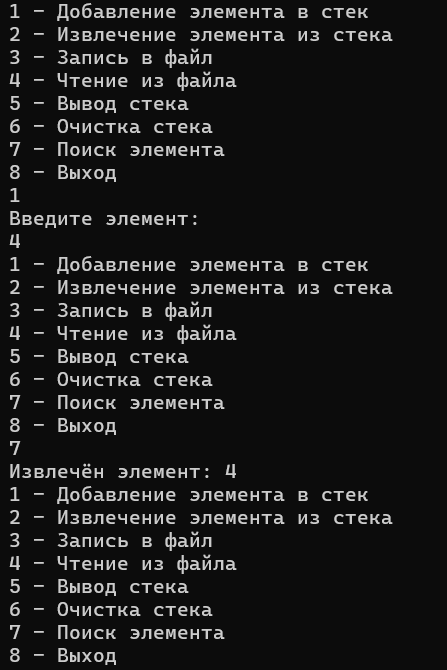 1 - Добавление элемента в стек
2 - Извлечение элемента из стека
3 - Запись в файл
4 - Чтение из файла
5 - Вывод стека
6 - Очистка стека
7 - Поиск элемента
8 - Выход
1
Введите элемент:
4
1 - Добавление элемента в стек
2 - Извлечение элемента из стека
3 - Запись в файл
4 - Чтение из файла
5 - Вывод стека
6 - Очистка стека
7 - Поиск элемента
8 - Выход
7
Извлечён элемент: 4
1 - Добавление элемента в стек
2 - Извлечение элемента из стека
3 - Запись в файл
4 - Чтение из файла
5 - Вывод стека
6 - Очистка стека
7 - Поиск элемента
8 - Выход